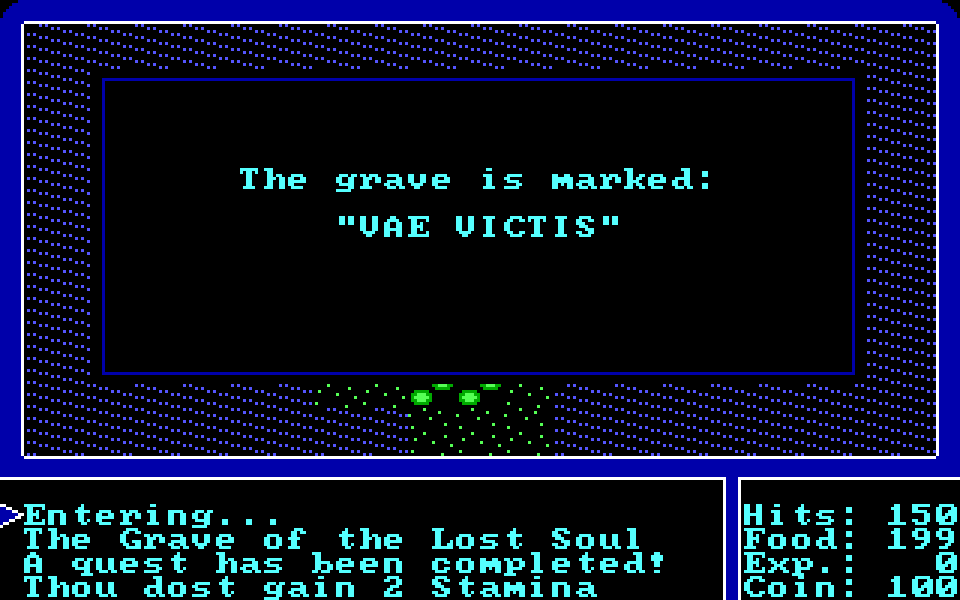 The grave is marked:
"VAE VICTIS"
Entering...
The Grave of the Lost Soul
A quest has been completed!
Thou dost gain 2 Stamina
Hits: 150
Food: 199
Exp.: 0
Coin: 100